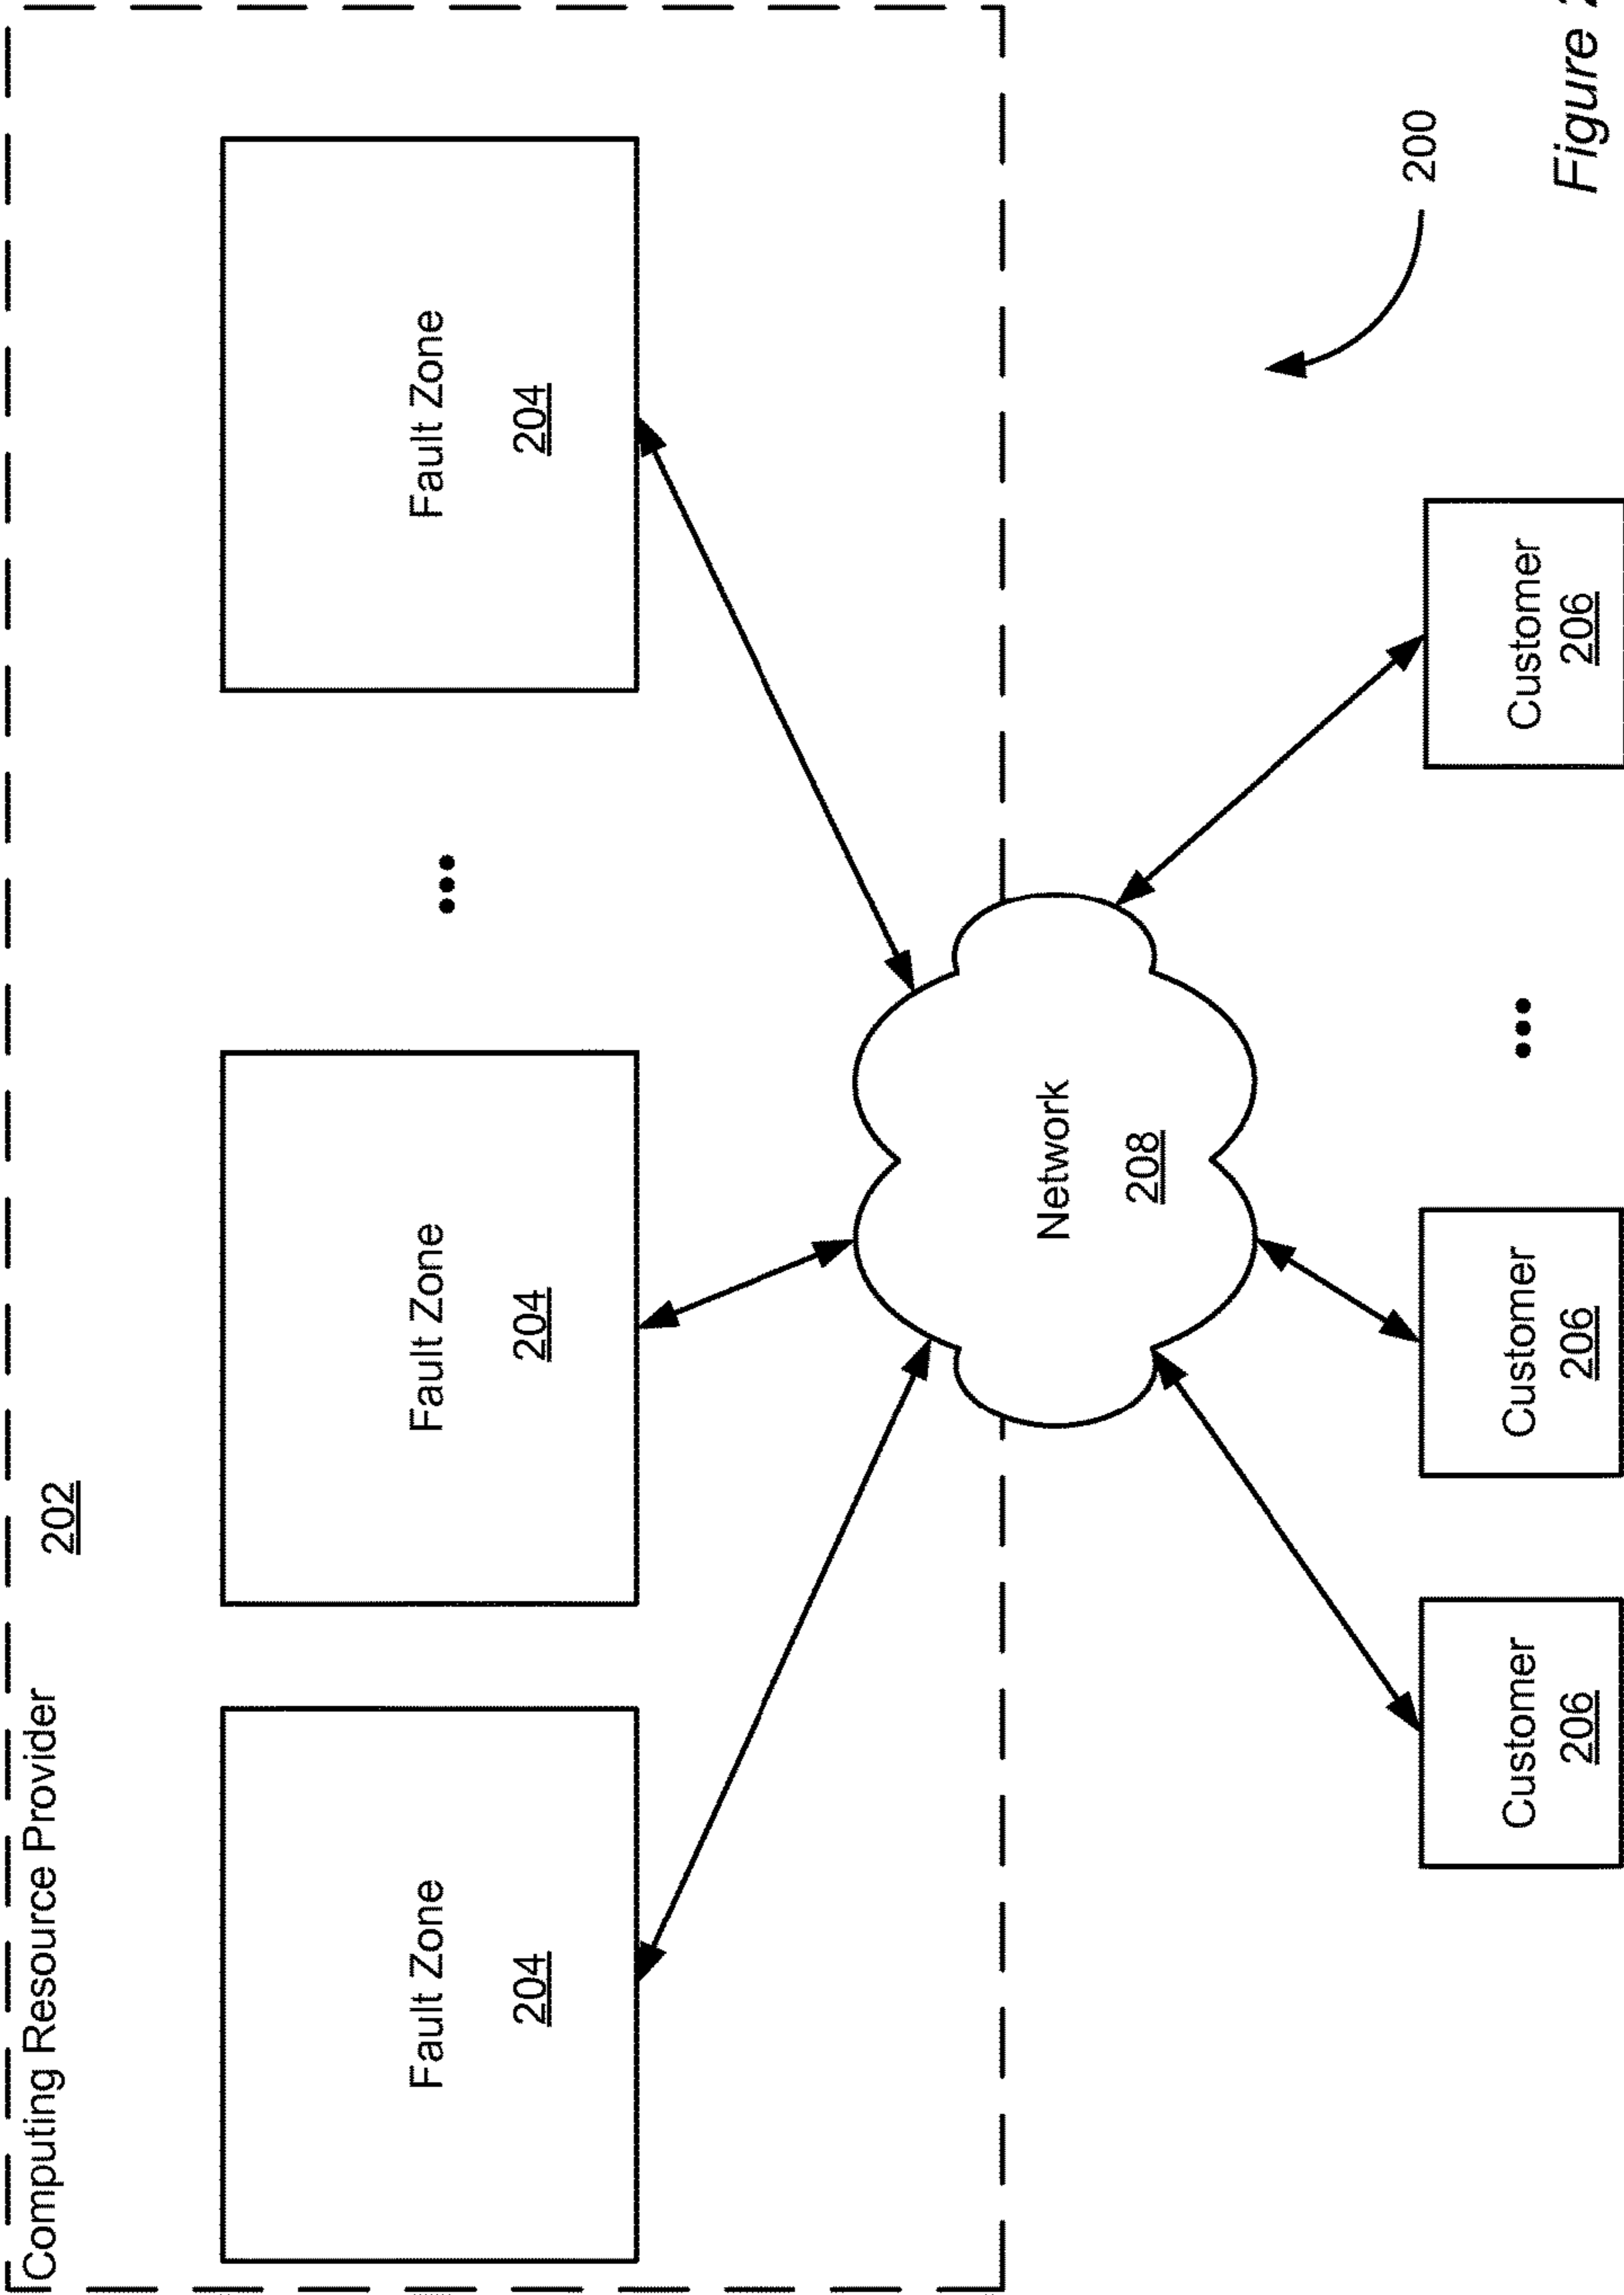 Computing Resource Provider
202
Fault Zone
204
Fault Zone
204
•••
Fault Zone
204
Network
208
200
Customer
206
Customer
206
•••
Customer
206
Figure